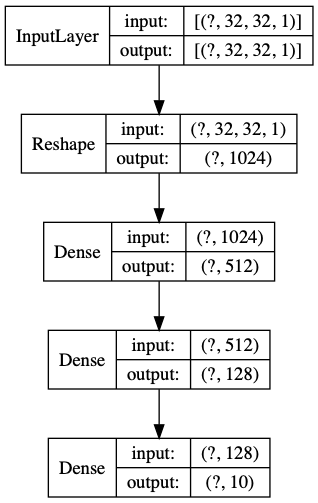 InputLayer
input: [(?, 32, 32, 1)]
output: [(?, 32, 32, 1)]
Reshape
input: (?, 32, 32, 1)
output: (?, 1024)
Dense
input: (?, 1024)
output: (?, 512)
Dense
input: (?, 512)
output: (?, 128)
Dense
input: (?, 128)
output: (?, 10)